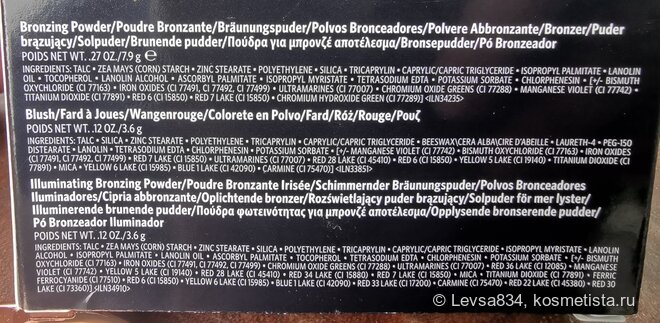 Bronzing Powder/Poudre Bronzante/Bräunungspuder/Polvos Bronceadores/Polvere Abbronzante/Bronzer/Puder
brązujący/Solpuder/Brunende pudder/Πούδρα για μπρονζέ αποτέλεσμα/Bronsepudder/Pó Bronzeador
POIDS NET WT. .27 OZ./7.9 g ℮
INGREDIENTS: TALC • ZEA MAYS (CORN) STARCH • ZINC STEARATE • POLYETHYLENE • SILICA • TRICAPRYLIN • CAPRYLIC/CAPRIC TRIGLYCERIDE • ISOPROPYL PALMITATE • LANOLIN
OIL • TOCOPHEROL • LANOLIN ALCOHOL • ASCORBYL PALMITATE • ISOPROPYL MYRISTATE • TETRASODIUM EDTA • POTASSIUM SORBATE • CHLORPHENESIN • [+/- BISMUTH
OXYCHLORIDE (CI 77163) • IRON OXIDES (CI 77491, CI 77492, CI 77499) • ULTRAMARINES (CI 77007) • CHROMIUM OXIDE GREENS (CI 77288) • MANGANESE VIOLET (CI 77742) •
TITANIUM DIOXIDE (CI 77891) • RED 6 (CI 15850) • RED 7 LAKE (CI 15850) • CHROMIUM HYDROXIDE GREEN (CI 77289)] <ILN34235>
Blush/Fard à Joues/Wangenrouge/Colorete en Polvo/Fard/Róż/Rouge/Ρουζ
POIDS NET WT. .12 OZ./3.6 g
INGREDIENTS: TALC • SILICA • ZINC STEARATE • POLYETHYLENE • TRICAPRYLIN • CAPRYLIC/CAPRIC TRIGLYCERIDE • BEESWAX\CERA ALBA\CIRE D'ABEILLE • LAURETH-4 • PEG-150
DISTEARATE • LANOLIN • TETRASODIUM EDTA • CHLORPHENESIN • POTASSIUM SORBATE • [+/- MANGANESE VIOLET (CI 77742) • BISMUTH OXYCHLORIDE (CI 77163) • IRON OXIDES
(CI 77491, CI 77492, CI 77499) • RED 7 LAKE (CI 15850) • ULTRAMARINES (CI 77007) • RED 28 LAKE (CI 45410) • RED 6 (CI 15850) • YELLOW 5 LAKE (CI 19140) • TITANIUM DIOXIDE (CI
77891) • MICA • YELLOW 6 LAKE (CI 15985) • BLUE 1 LAKE (CI 42090) • CARMINE (CI 75470)] <ILN33851>
Illuminating Bronzing Powder/Poudre Bronzante Irisée/Schimmernder Bräunungspuder/Polvos Bronceadores
Iluminadores/Cipria abbronzante/Oplichtende bronzer/Rozświetlający puder brązujący/Solpuder för mer lyster/
Illuminerende brunende pudder/Πούδρα φωτεινότητας για μπρονζέ αποτέλεσμα/Opplysende bronserende pudder/
Pó Bronzeador Iluminador
POIDS NET WT. .12 OZ./3.6 g
INGREDIENTS: TALC • ZEA MAYS (CORN) STARCH • ZINC STEARATE • SILICA • POLYETHYLENE • TRICAPRYLIN • CAPRYLIC/CAPRIC TRIGLYCERIDE • ISOPROPYL MYRISTATE • LANOLIN
ALCOHOL • ISOPROPYL PALMITATE • LANOLIN OIL • TOCOPHEROL • ASCORBYL PALMITATE • TETRASODIUM EDTA • CHLORPHENESIN • POTASSIUM SORBATE • [+/- BISMUTH
OXYCHLORIDE (CI 77163) • IRON OXIDES (CI 77491, CI 77492, CI 77499) • CHROMIUM OXIDE GREENS (CI 77288) • ULTRAMARINES (CI 77007) • RED 36 LAKE (CI 12085) • MANGANESE
VIOLET (CI 77742) • YELLOW 5 LAKE (CI 19140) • RED 28 LAKE (CI 45410) • RED 34 LAKE (CI 15880) • RED 7 LAKE (CI 15850) • MICA • TITANIUM DIOXIDE (CI 77891) • FERRIC
FERROCYANIDE (CI 77510) • RED 6 (CI 15850) • YELLOW 6 LAKE (CI 15985) • BLUE 1 LAKE (CI 42090) • RED 33 LAKE (CI 17200) • CARMINE (CI 75470) • RED 22 LAKE (CI 45380) • RED 30
LAKE (CI 73360)] <ILN34910>
© Levsa834, kosmetista.ru